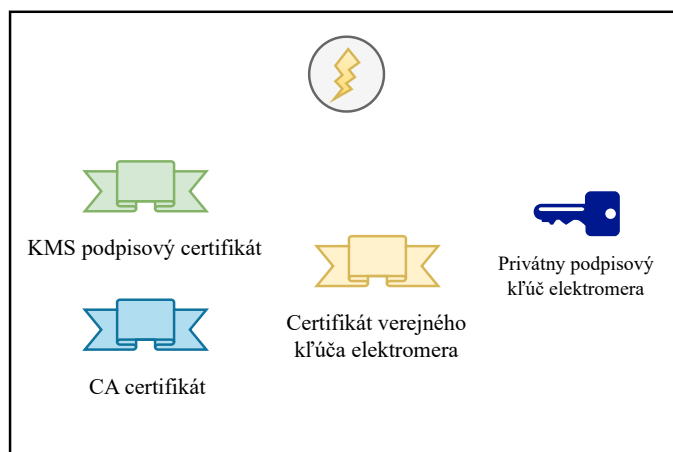 KMS podpisový certifikát
CA certifikát
Certifikát verejného
kľúča elektromera
Privátny podpisový
kľúč elektromera